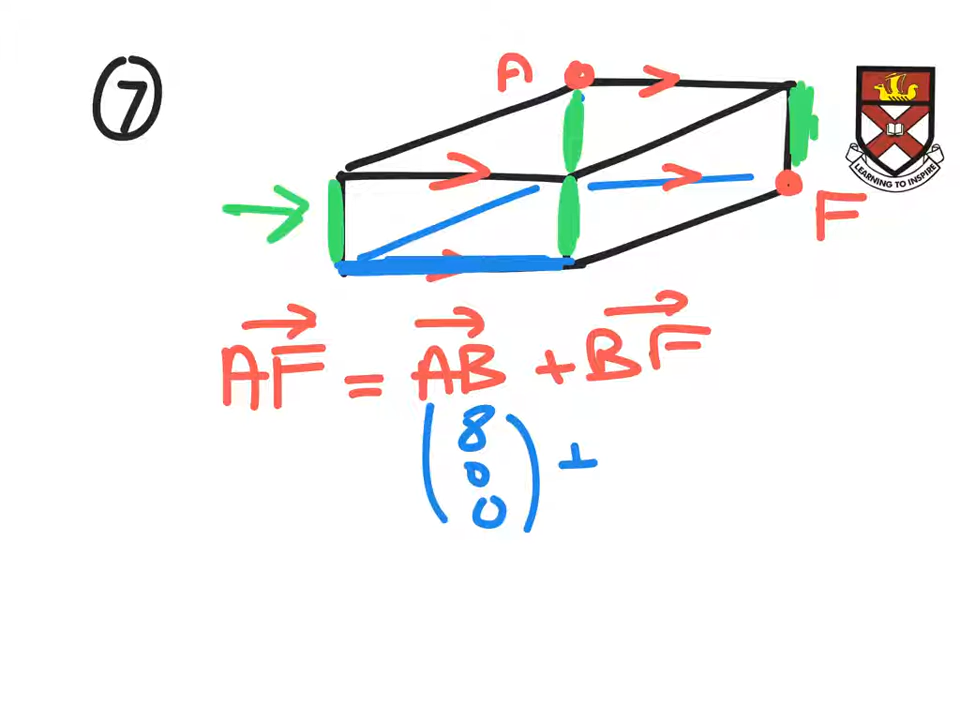 7
A
LEARNING TO INSPIRE
F
AF = AB + BF
(8 0 0) +